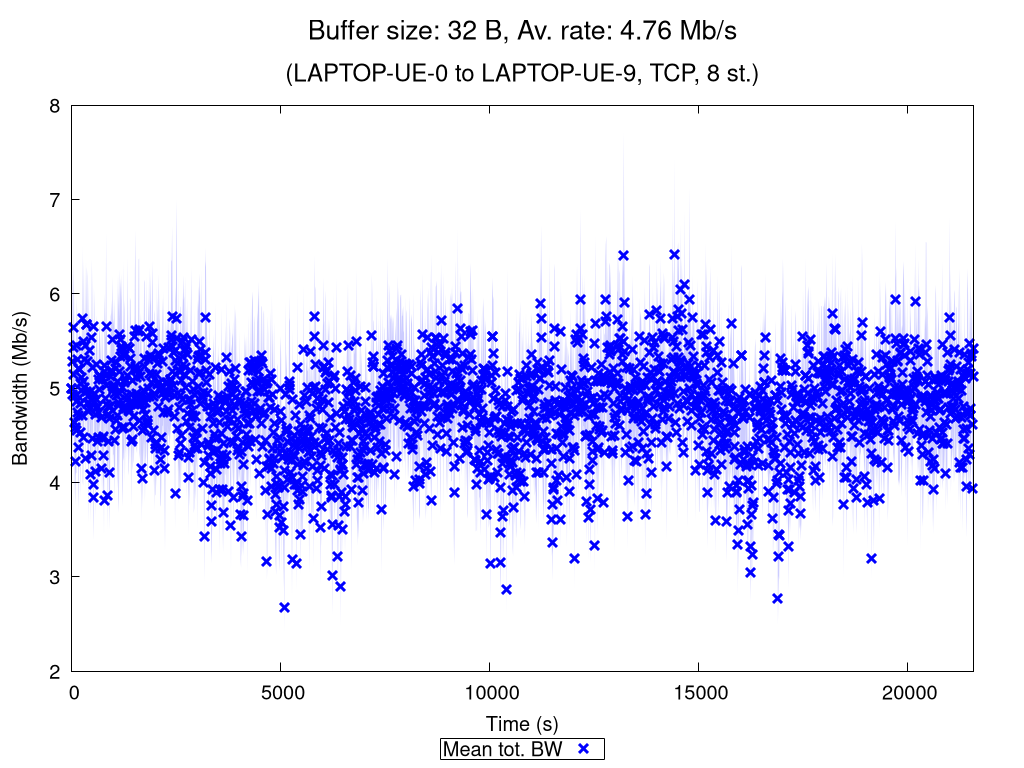 Buffer size: 32 B, Av. rate: 4.76 Mb/s
(LAPTOP-UE-0 to LAPTOP-UE-9, TCP, 8 st.)
8
7
6
5
4
3
2
Bandwidth (Mb/s)
0 5000 10000 15000 20000
Time (s)
Mean tot. BW